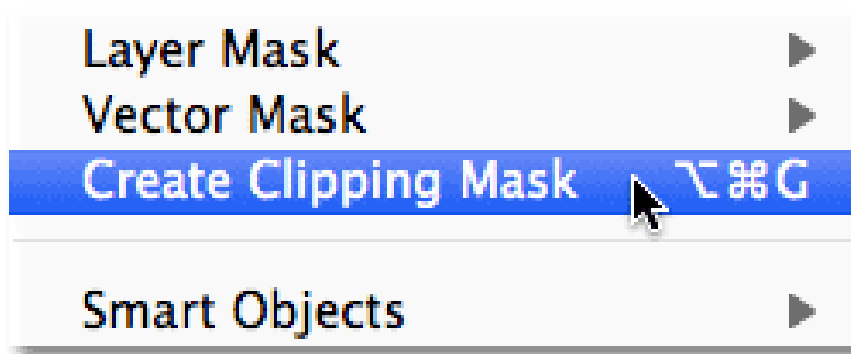 Layer Mask
Vector Mask
Create Clipping Mask ⌥⌘G
Smart Objects